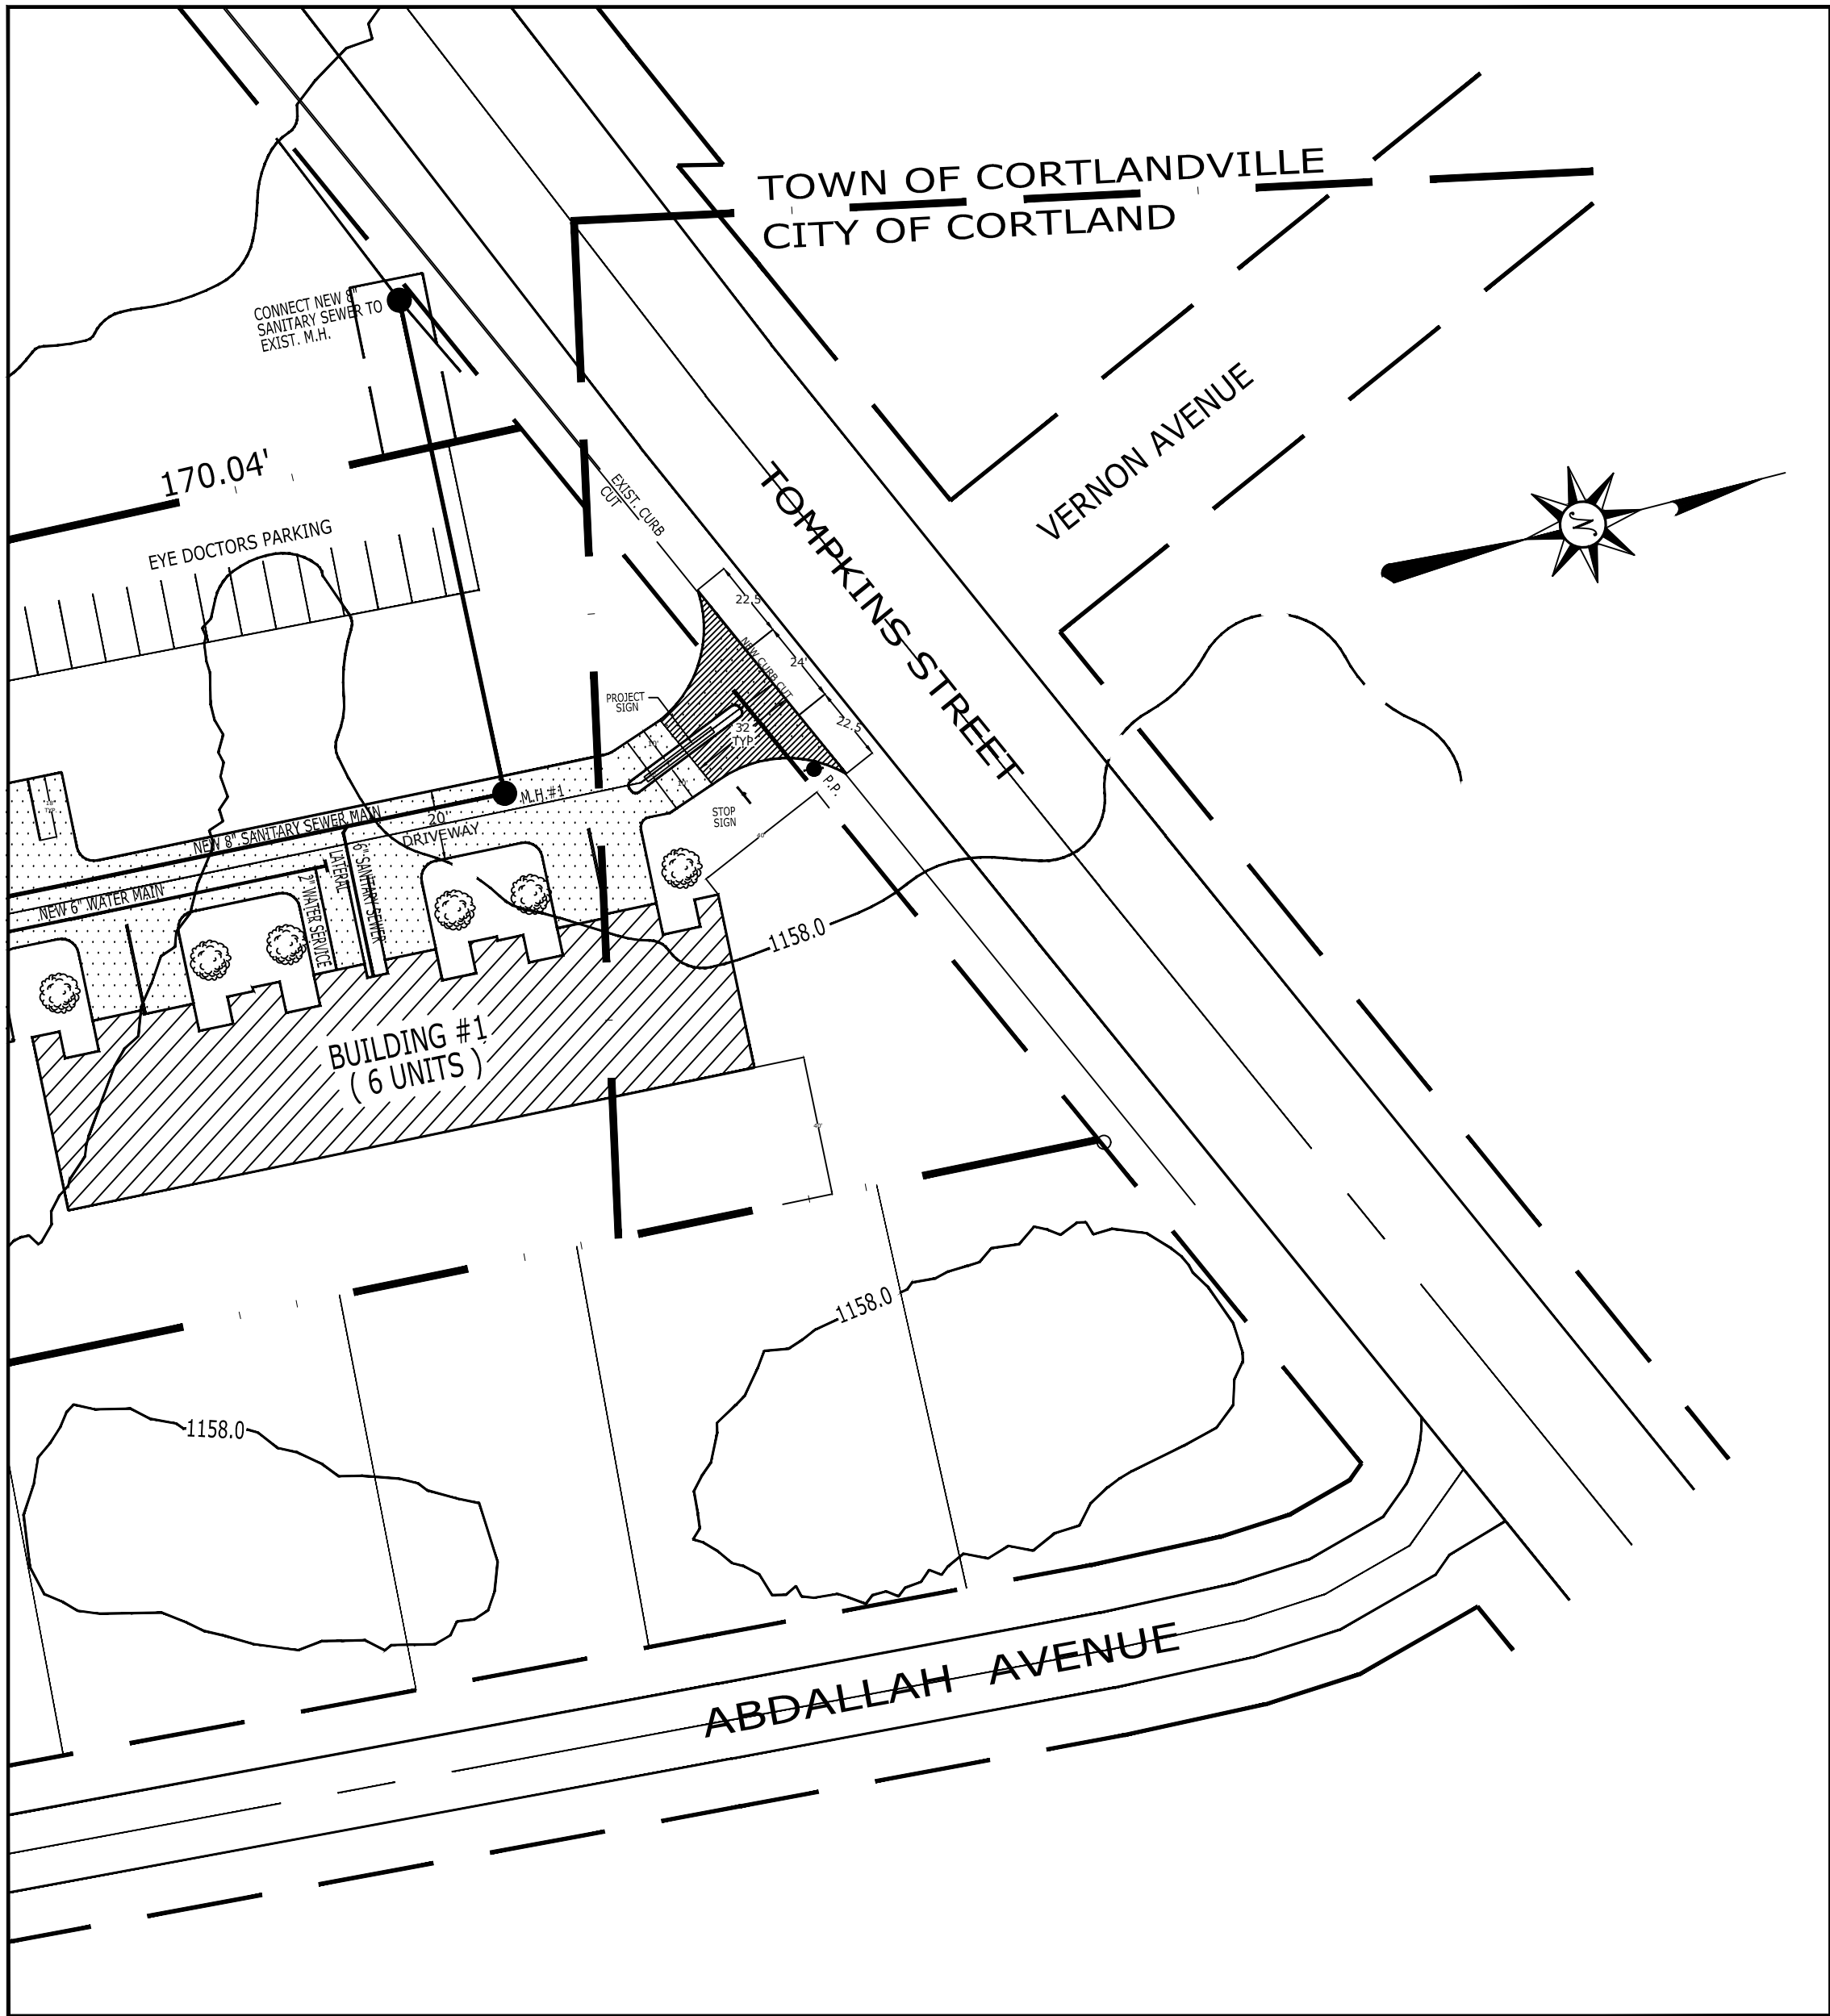 TOWN OF CORTLANDVILLE
CITY OF CORTLAND
CONNECT NEW 8"
SANITARY SEWER TO
EXIST. M.H.
170.04'
EYE DOCTORS PARKING
EXIST. CURB
CUT
TOMPKINS STREET
VERNON AVENUE
N
22.5
NEW CURB CUT
24'
22.5
PROJECT
SIGN
32
TYP
P.P.
STOP
SIGN
M.H.#1
NEW 8" SANITARY SEWER MAIN
20'
DRIVEWAY
NEW 6" WATER MAIN
2" WATER SERVICE
6" SANITARY SEWER
LATERAL
1158.0
BUILDING #1
( 6 UNITS )
1158.0
1158.0
ABDALLAH AVENUE